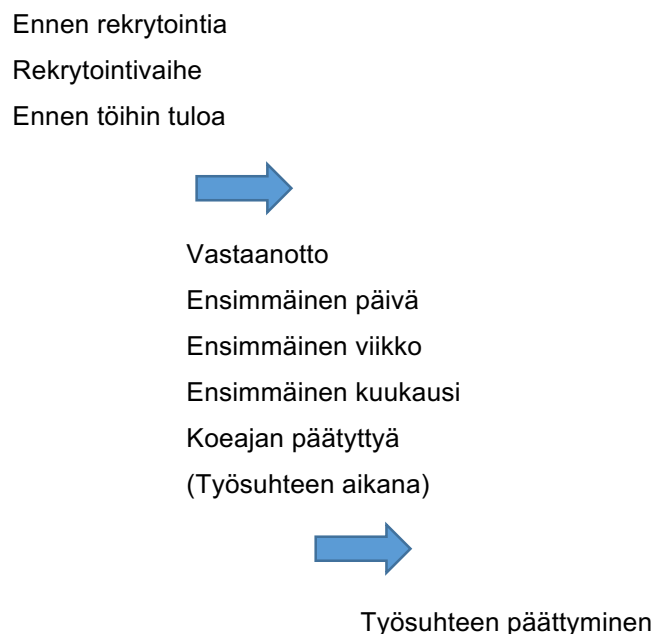 Ennen rekrytointia
Rekrytointivaihe
Ennen töihin tuloa
Vastaanotto
Ensimmäinen päivä
Ensimmäinen viikko
Ensimmäinen kuukausi
Koeajan päätyttyä
(Työsuhteen aikana)
Työsuhteen päättyminen